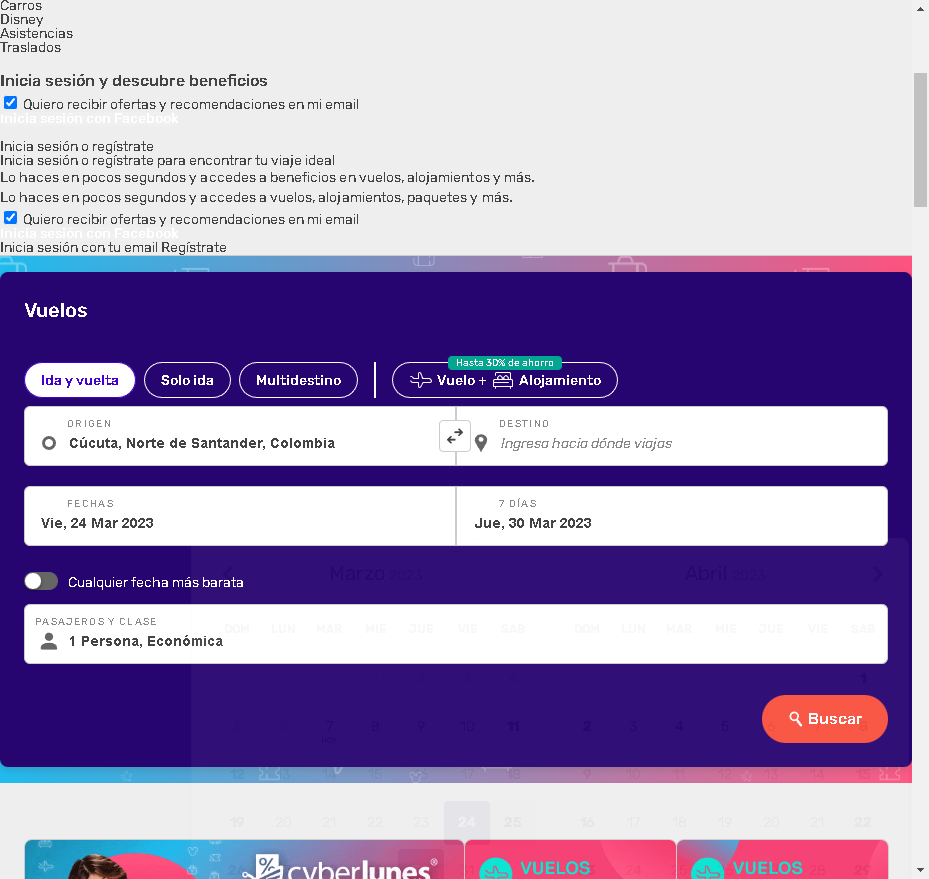 Carros
Disney
Asistencias
Traslados
Inicia sesión y descubre beneficios
Quiero recibir ofertas y recomendaciones en mi email
Inicia sesión con Facebook
Inicia sesión o regístrate
Inicia sesión o regístrate para encontrar tu viaje ideal
Lo haces en pocos segundos y accedes a beneficios en vuelos, alojamientos y más.
Lo haces en pocos segundos y accedes a vuelos, alojamientos, paquetes y más.
Quiero recibir ofertas y recomendaciones en mi email
Inicia sesión con Facebook
Inicia sesión con tu email Regístrate
Vuelos
Hasta 30% de ahorro
Ida y vuelta Solo ida Multidestino Vuelo + Alojamiento
ORIGEN DESTINO
Cúcuta, Norte de Santander, Colombia Ingresa hacia dónde viajas
FECHAS 7 DÍAS
Vie, 24 Mar 2023 Jue, 30 Mar 2023
Marzo 2023 Abril 2023
Cualquier fecha más barata
PASAJEROS Y CLASE
DOM LUN MAR MIE JUE VIE SAB DOM LUN MAR MIE JUE VIE SAB
1 Persona, Económica
1
Buscar
7 8 9 10 11 2 3 4 5 6 7 8
HOY
12 13 14 15 16 17 18 9 10 11 12 13 14 15
19 20 21 22 23 24 25 16 17 18 19 20 21 22
cyberlunes® VUELOS VUELOS